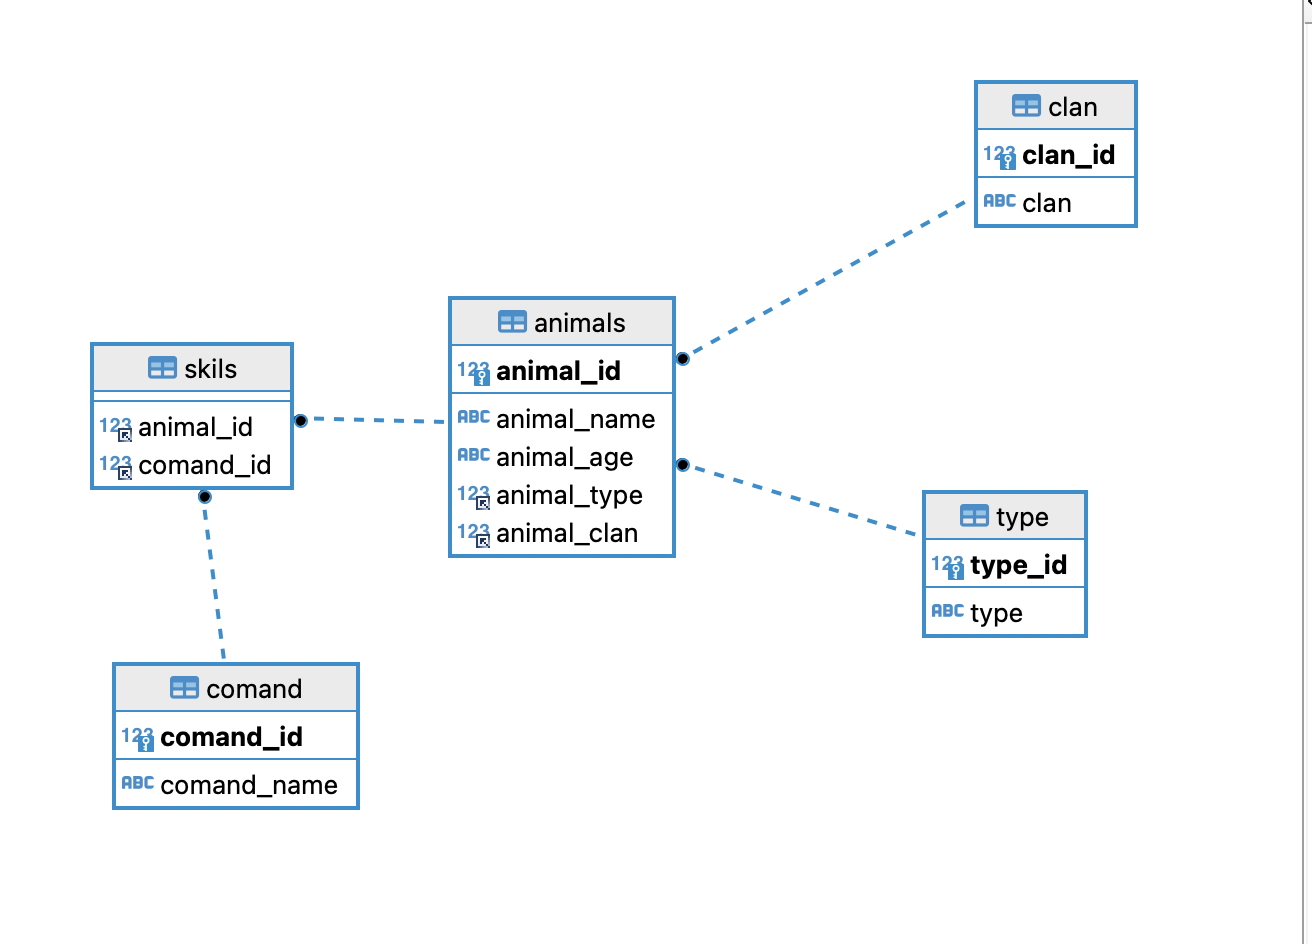 clan
123 clan_id
ABC clan
animals
123 animal_id
ABC animal_name
ABC animal_age
123 animal_type
123 animal_clan
skils
123 animal_id
123 comand_id
type
123 type_id
ABC type
comand
123 comand_id
ABC comand_name